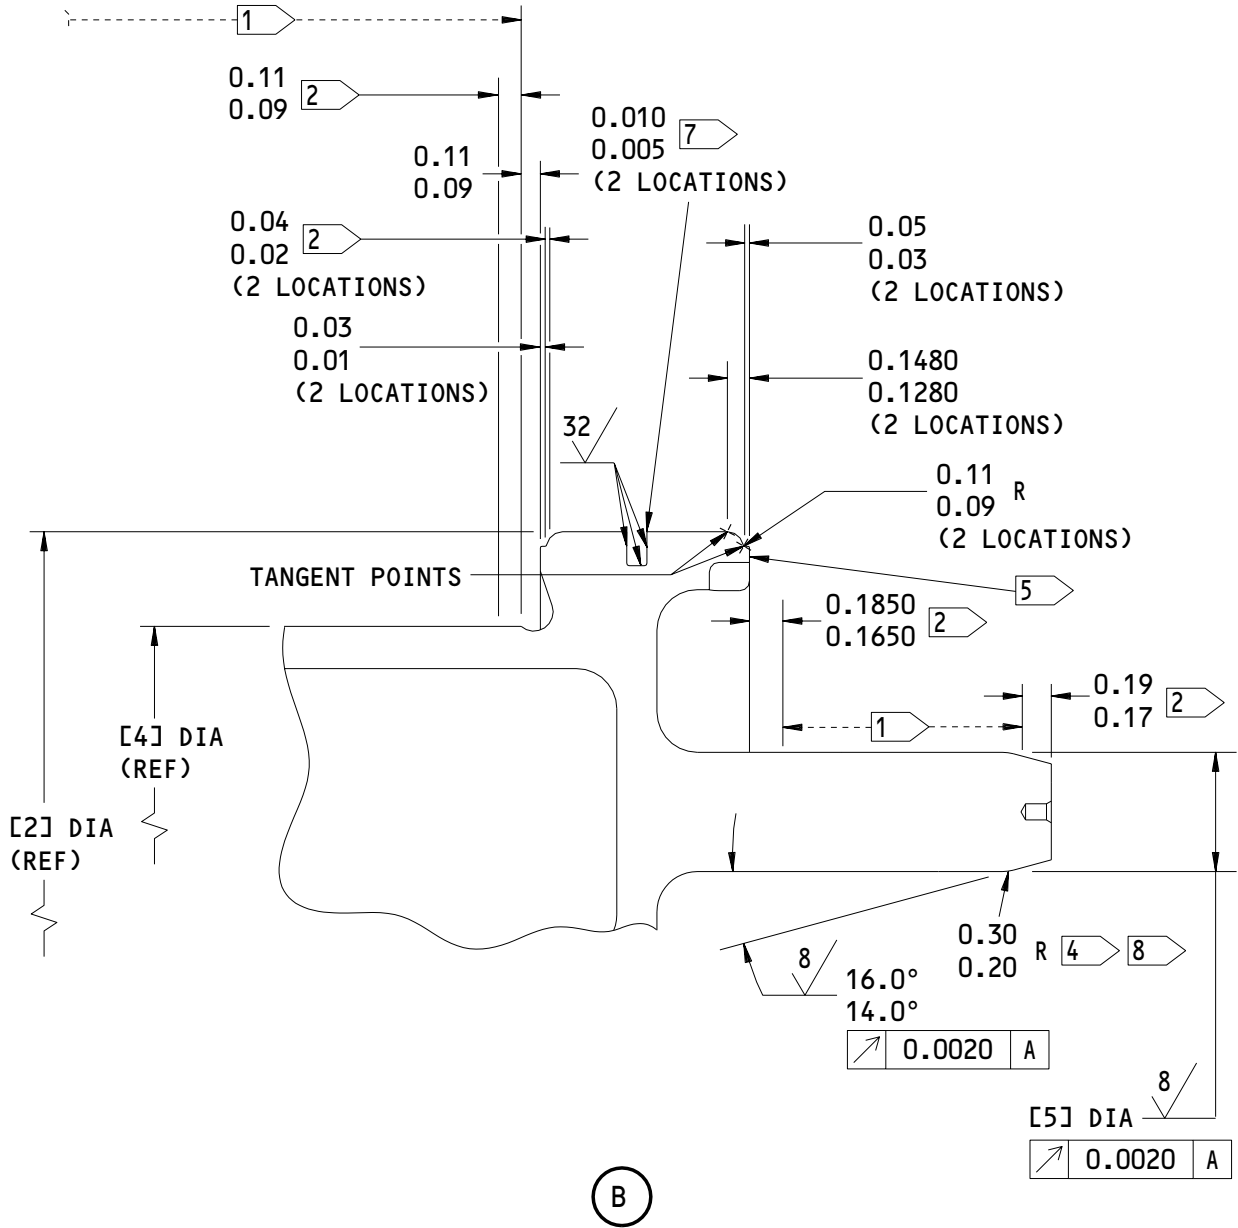 1
0.11
0.09
2
0.010
0.005
7
(2 LOCATIONS)
0.11
0.09
0.04
0.02
2
(2 LOCATIONS)
0.05
0.03
(2 LOCATIONS)
0.03
0.01
(2 LOCATIONS)
0.1480
0.1280
(2 LOCATIONS)
32
0.11
0.09
R
(2 LOCATIONS)
TANGENT POINTS
5
0.1850
0.1650
2
0.19
0.17
2
1
[4] DIA
(REF)
[2] DIA
(REF)
0.30
0.20
R
4
8
8
16.0°
14.0°
0.0020 A
8
[5] DIA
0.0020 A
B